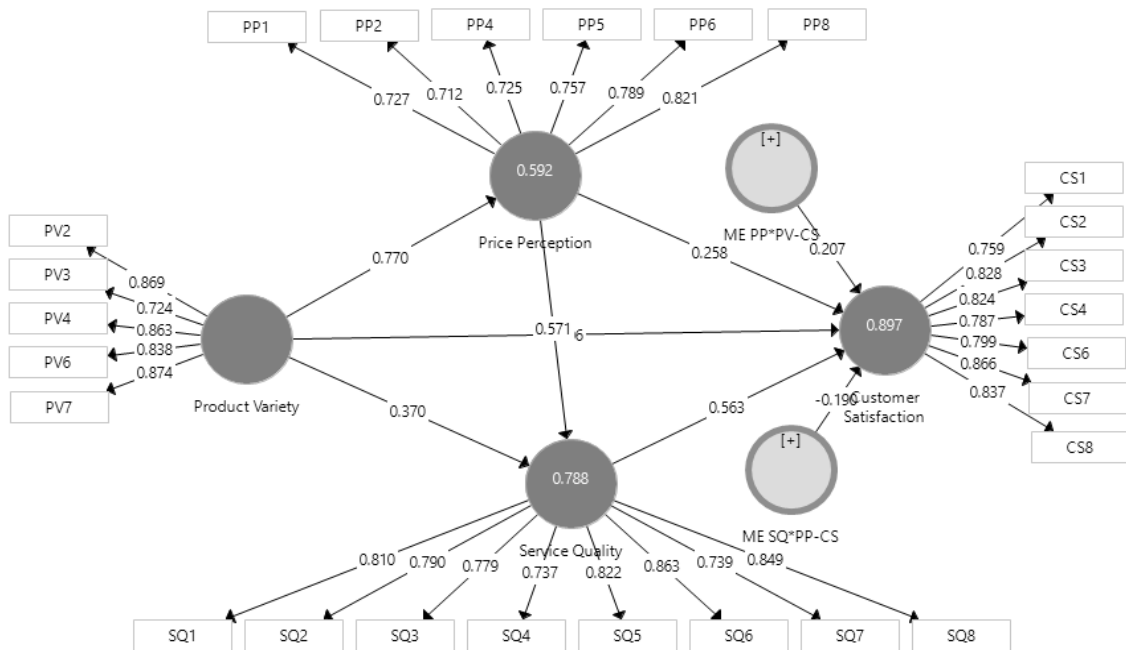 PP1
PP2
PP4
PP5
PP6
PP8
0.727
0.712
0.725
0.757
0.789
0.821
0.592
Price Perception
[+]
ME PP*PV-CS
0.207
CS1
CS2
CS3
CS4
CS6
CS7
CS8
0.759
0.828
0.824
0.787
0.799
0.866
0.837
PV2
PV3
PV4
PV6
PV7
0.869
0.724
0.863
0.838
0.874
Product Variety
0.770
0.258
0.571
6
0.897
Customer
Satisfaction
0.370
0.563
-0.190
[+]
ME SQ*PP-CS
0.788
Service Quality
0.810
0.790
0.779
0.737
0.822
0.863
0.739
0.849
SQ1
SQ2
SQ3
SQ4
SQ5
SQ6
SQ7
SQ8